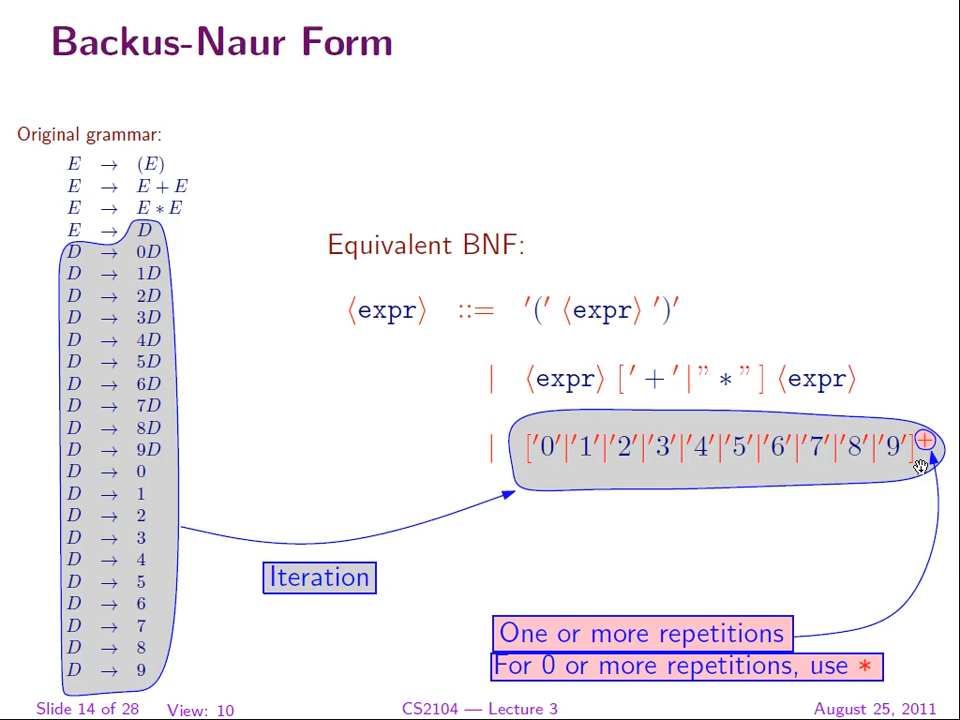 Backus-Naur Form
Original grammar:
E → (E)
E → E + E
E → E ∗ E
E → D
D → 0D
D → 1D
D → 2D
D → 3D
D → 4D
D → 5D
D → 6D
D → 7D
D → 8D
D → 9D
D → 0
D → 1
D → 2
D → 3
D → 4
D → 5
D → 6
D → 7
D → 8
D → 9
Equivalent BNF:
⟨expr⟩ ::= ′(′ ⟨expr⟩ ′)′
| ⟨expr⟩ [ ′ + ′ | ” ∗ ” ] ⟨expr⟩
| [′0′|′1′|′2′|′3′|′4′|′5′|′6′|′7′|′8′|′9′]+
Iteration
One or more repetitions
For 0 or more repetitions, use *
Slide 14 of 28 View: 10 CS2104 — Lecture 3 August 25, 2011